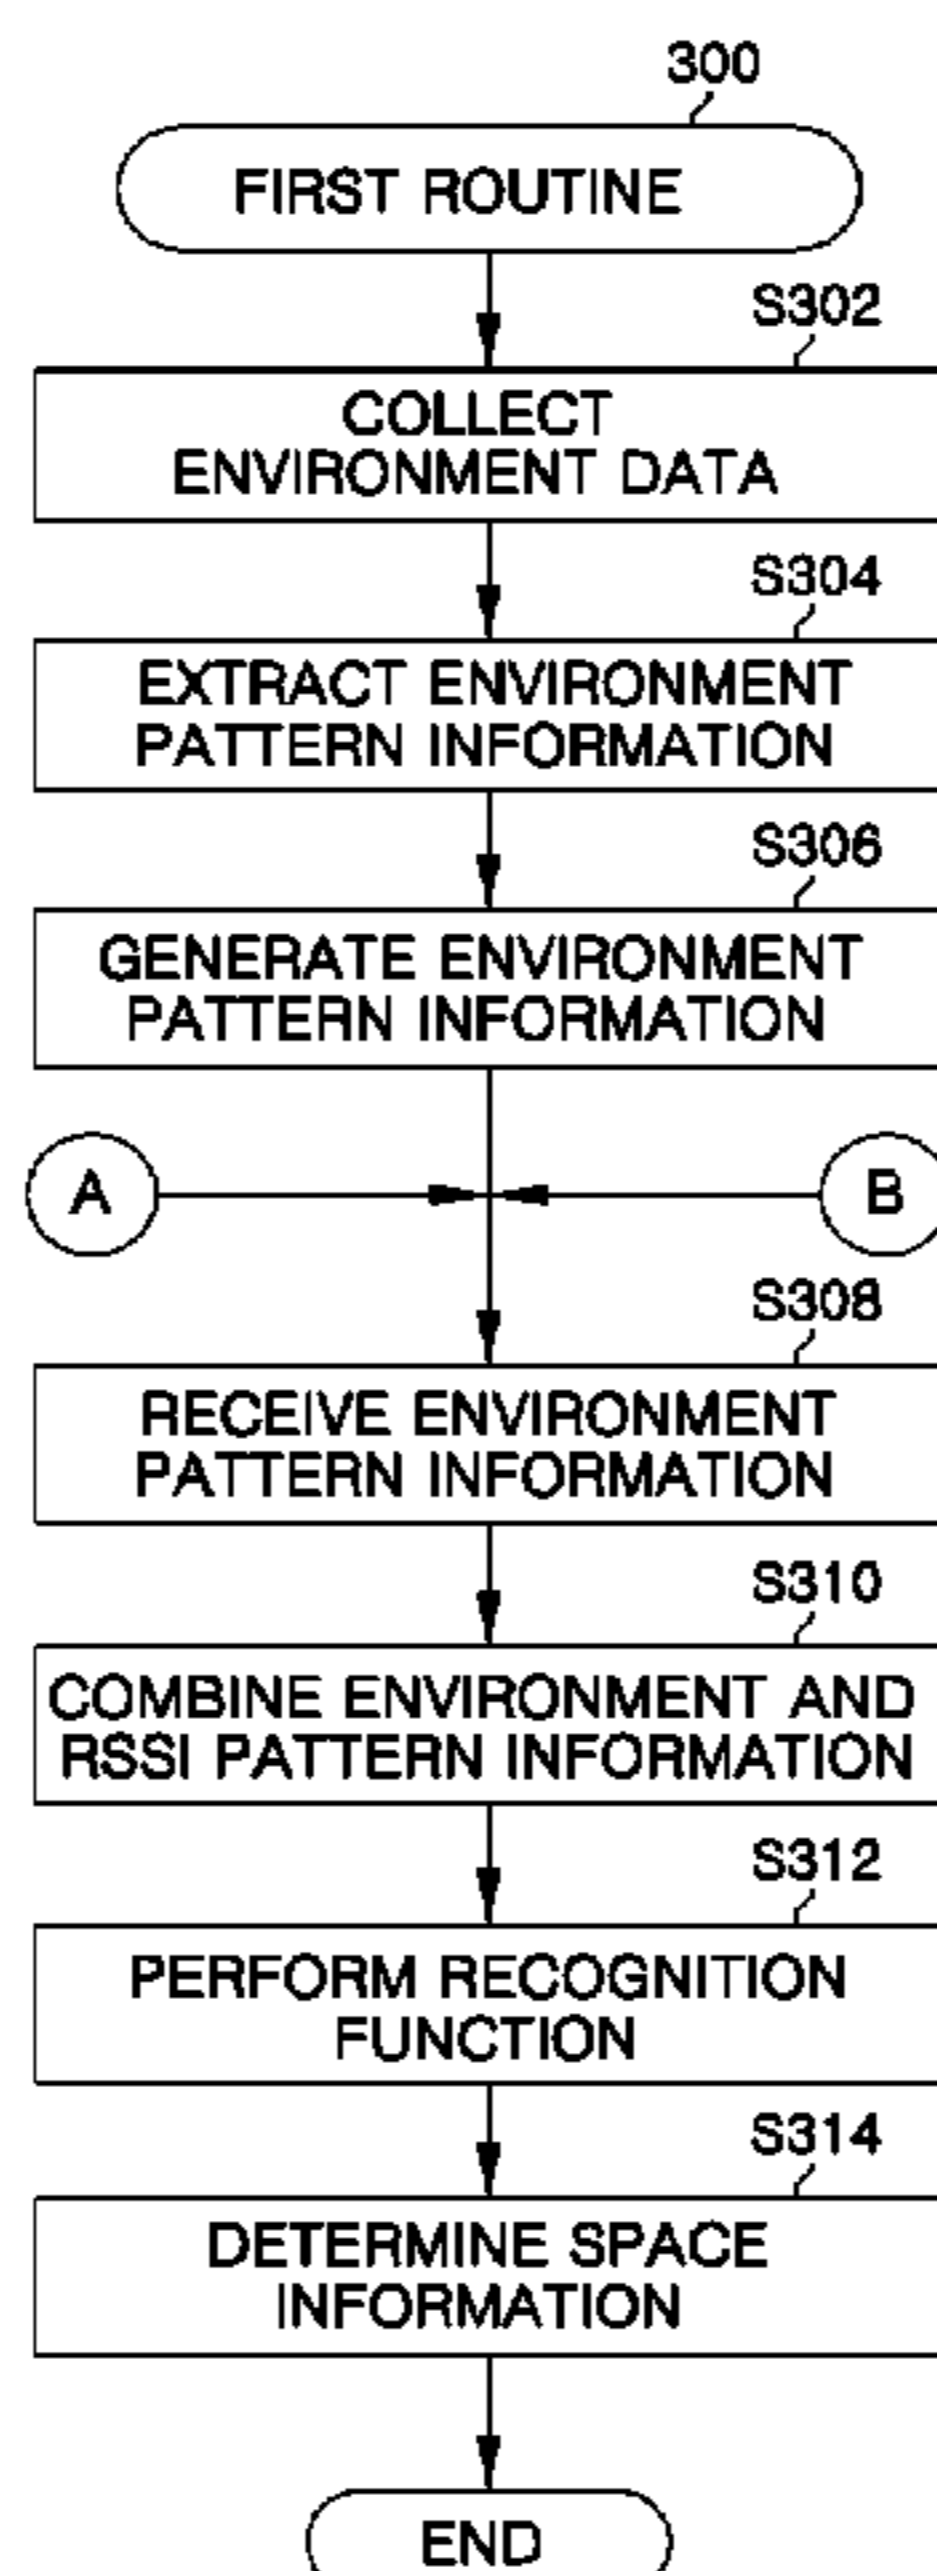 300
FIRST ROUTINE
S302
COLLECT
ENVIRONMENT DATA
S304
EXTRACT ENVIRONMENT
PATTERN INFORMATION
S306
GENERATE ENVIRONMENT
PATTERN INFORMATION
A
B
S308
RECEIVE ENVIRONMENT
PATTERN INFORMATION
S310
COMBINE ENVIRONMENT AND
RSSI PATTERN INFORMATION
S312
PERFORM RECOGNITION
FUNCTION
S314
DETERMINE SPACE
INFORMATION
END